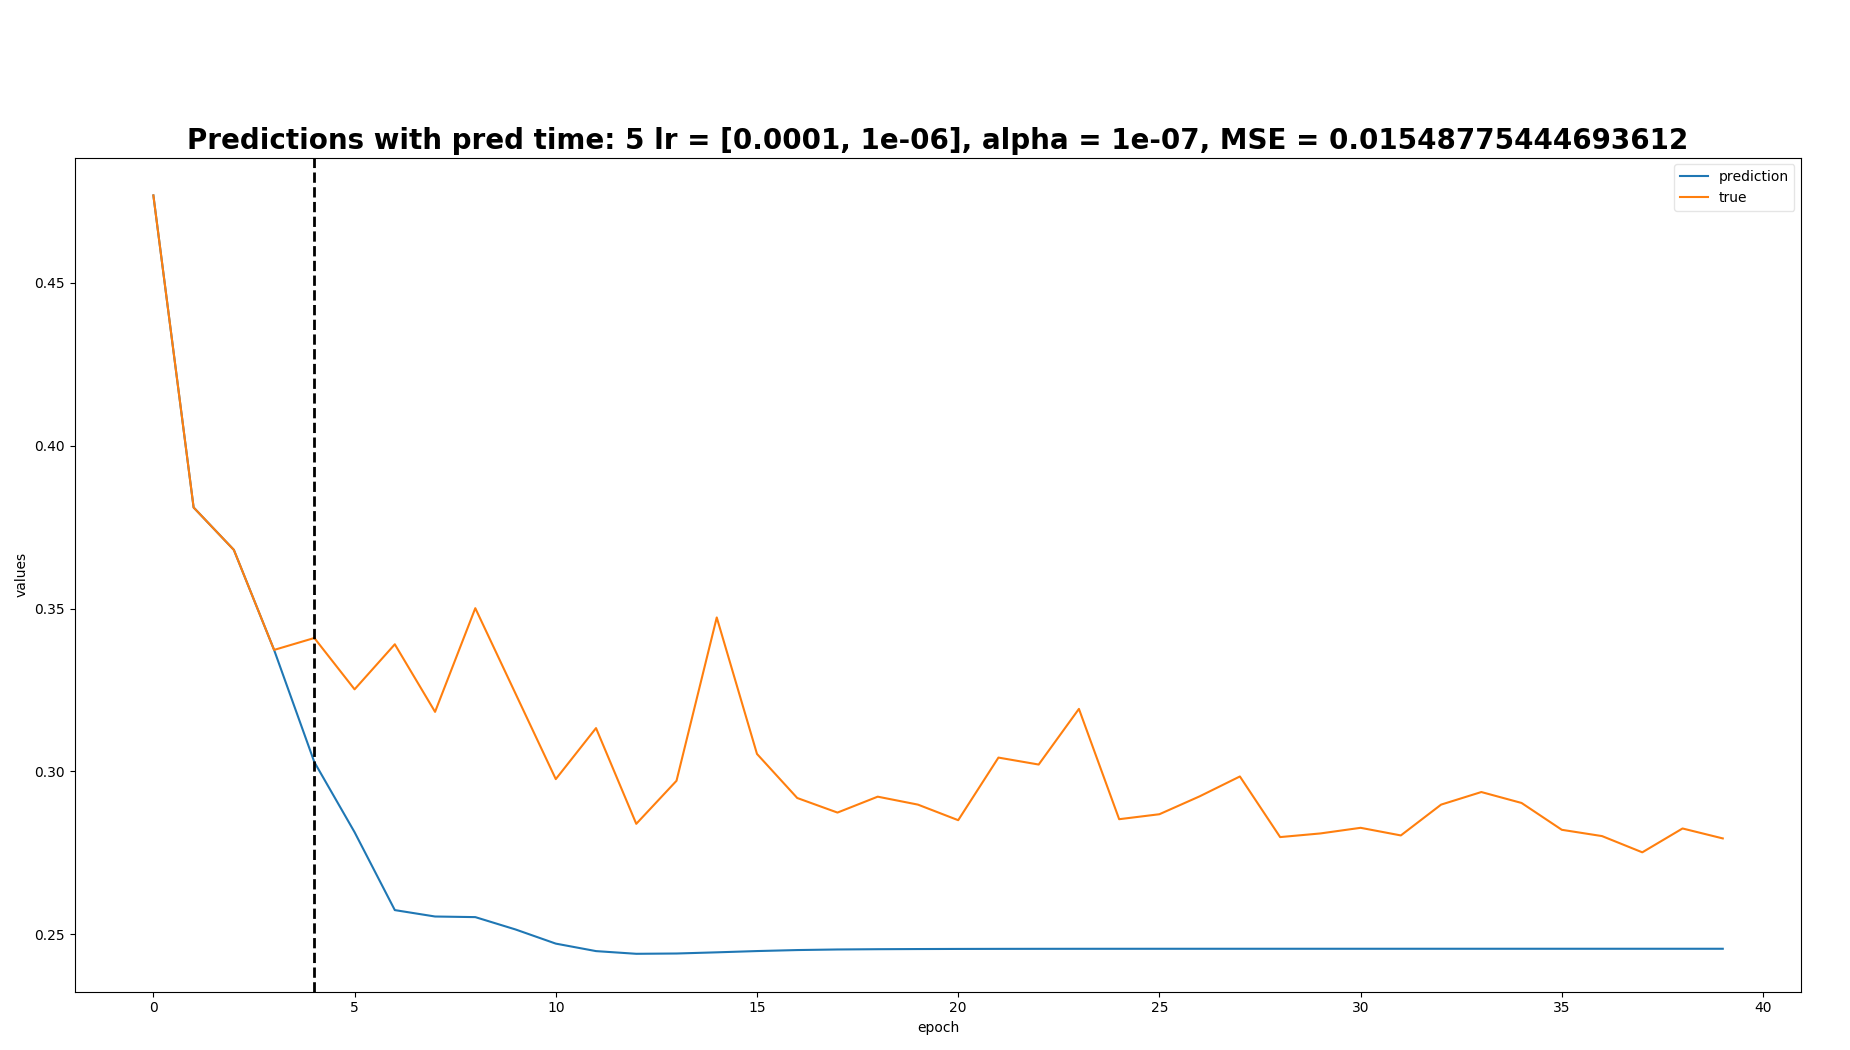 Predictions with pred time: 5 lr = [0.0001, 1e-06], alpha = 1e-07, MSE = 0.01548775444693612
prediction
true
values
0.45
0.40
0.35
0.30
0.25
0 5 10 15 20 25 30 35 40
epoch